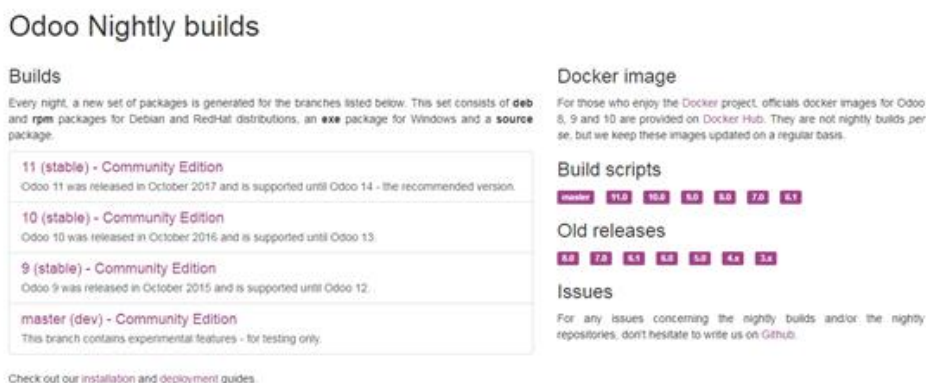 Odoo Nightly builds
Builds
Every night, a new set of packages is generated for the branches listed below. This set consists of deb
and rpm packages for Debian and RedHat distributions, an exe package for Windows and a source
package.
11 (stable) - Community Edition
Odoo 11 was released in October 2017 and is supported until Odoo 14 - the recommended version.
10 (stable) - Community Edition
Odoo 10 was released in October 2016 and is supported until Odoo 13.
9 (stable) - Community Edition
Odoo 9 was released in October 2015 and is supported until Odoo 12.
master (dev) - Community Edition
This branch contains experimental features - for testing only.
Check out our installation and deployment guides.
Docker image
For those who enjoy the Docker project, officials docker images for Odoo
8, 9 and 10 are provided on Docker Hub. They are not nightly builds per
se, but we keep these images updated on a regular basis.
Build scripts
master 11.0 10.0 9.0 8.0 7.0 6.1
Old releases
8.0 7.0 6.1 6.0 5.0 4.x 3.x
Issues
For any issues concerning the nightly builds and/or the nightly
repositories, don't hesitate to write us on Github.